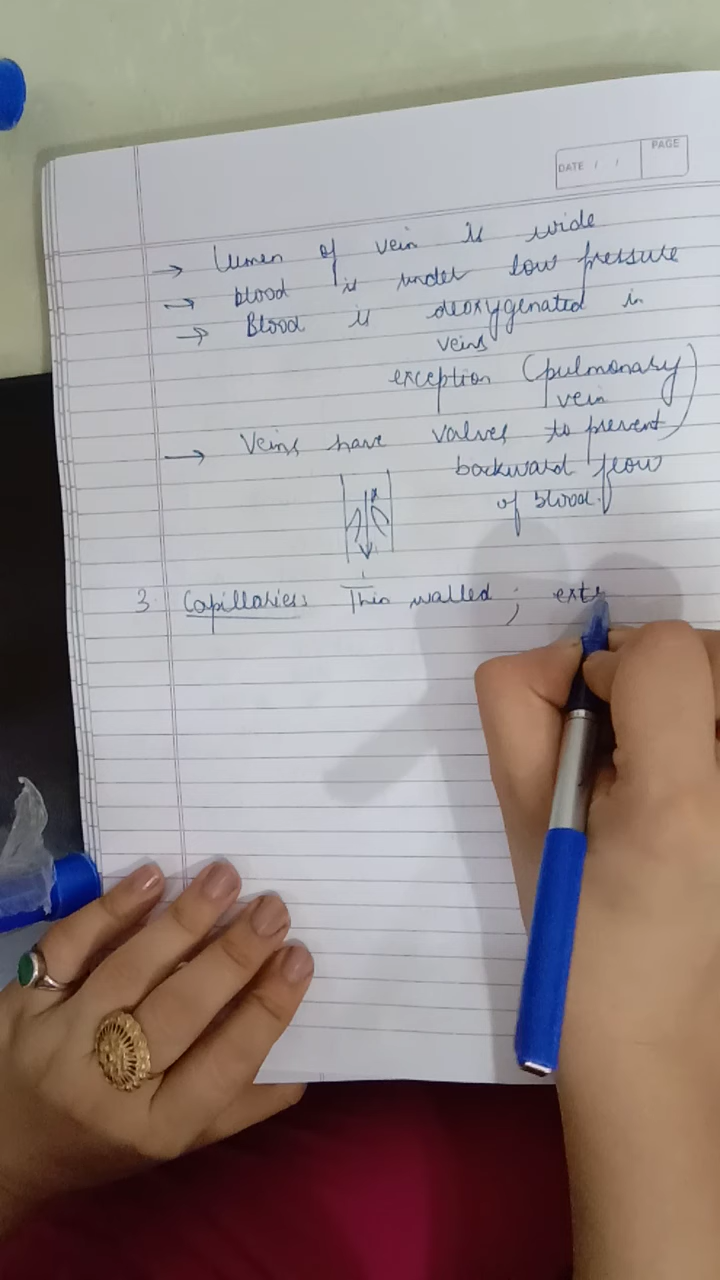 PAGE
DATE / /
→ Lumen of vein is wide
→ blood is under low pressure
→ Blood is deoxygenated in
veins
exception (pulmonary
vein)
→ Veins have valves to prevent
backward flow
of blood.
3. Capillaries: Thin walled ; ext